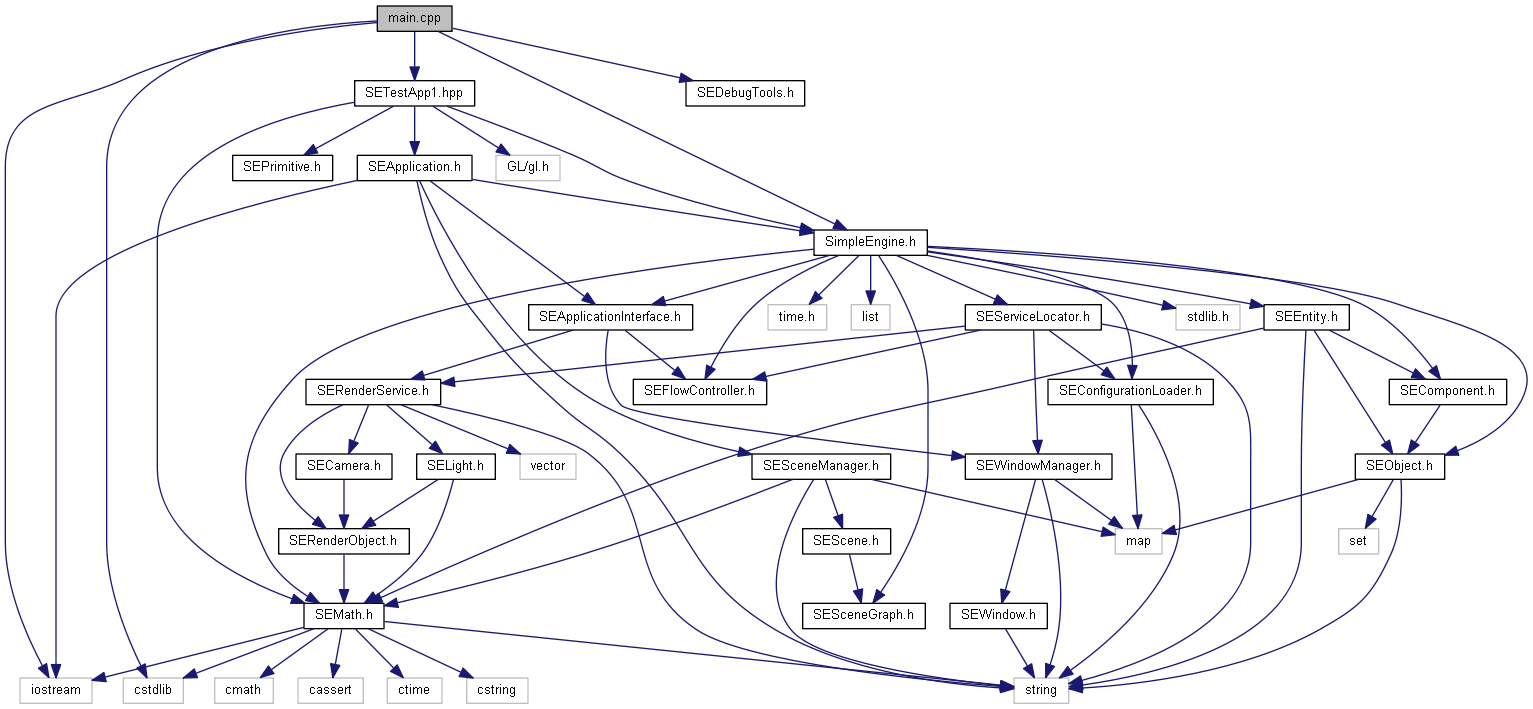 main.cpp
SETestApp1.hpp
SEDebugTools.h
SEPrimitive.h
SEApplication.h
GL/gl.h
SimpleEngine.h
SEApplicationInterface.h
time.h
list
SEServiceLocator.h
stdlib.h
SEEntity.h
SERenderService.h
SEFlowController.h
SEConfigurationLoader.h
SEComponent.h
SECamera.h
SELight.h
vector
SESceneManager.h
SEWindowManager.h
SEObject.h
SERenderObject.h
SEScene.h
map
set
SEMath.h
SESceneGraph.h
SEWindow.h
iostream
cstdlib
cmath
cassert
ctime
cstring
string